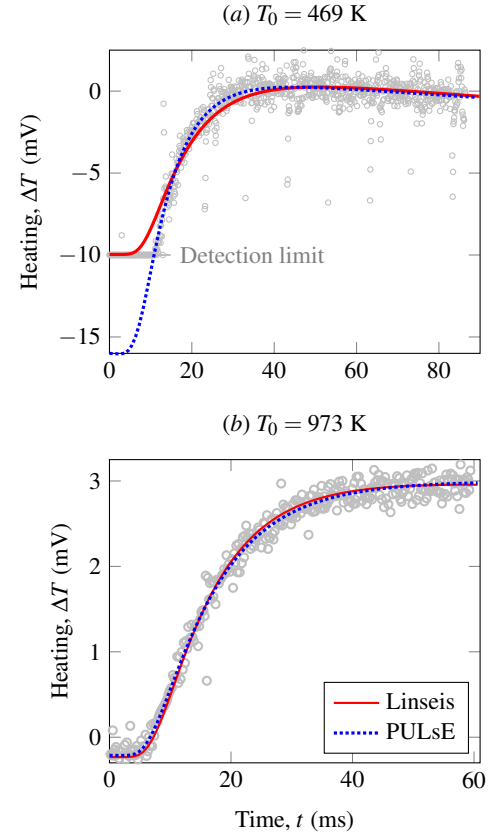 (a) T₀ = 469 K
0
−5
−10
−15
Heating, ΔT (mV)
Detection limit
0 20 40 60 80
(b) T₀ = 973 K
3
2
1
0
Heating, ΔT (mV)
Linseis
PULsE
0 20 40 60
Time, t (ms)